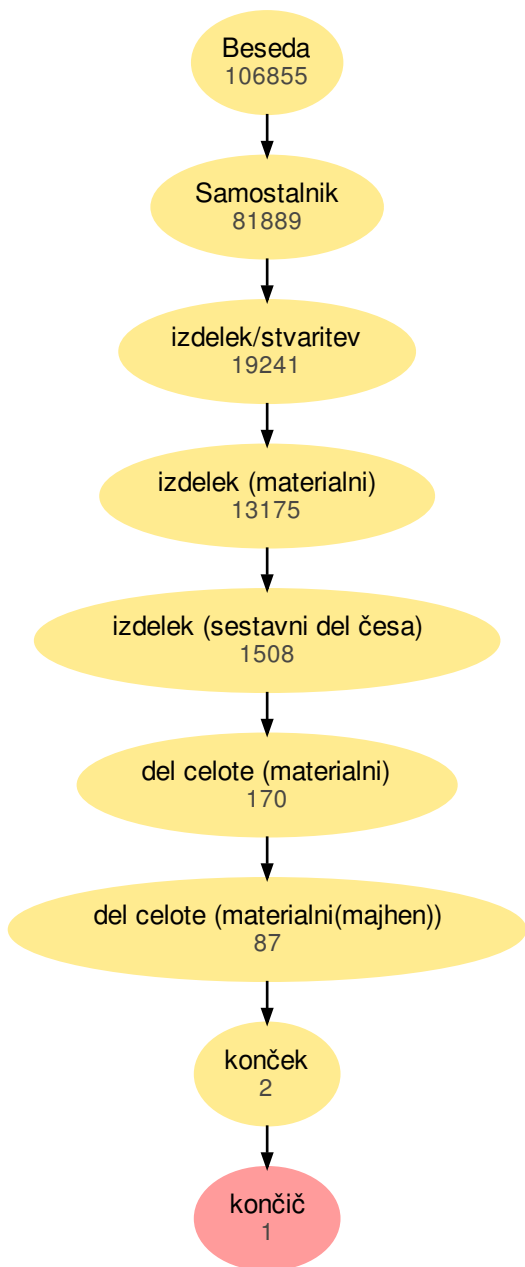 Beseda
106855
Samostalnik
81889
izdelek/stvaritev
19241
izdelek (materialni)
13175
izdelek (sestavni del česa)
1508
del celote (materialni)
170
del celote (materialni(majhen))
87
konček
2
končič
1